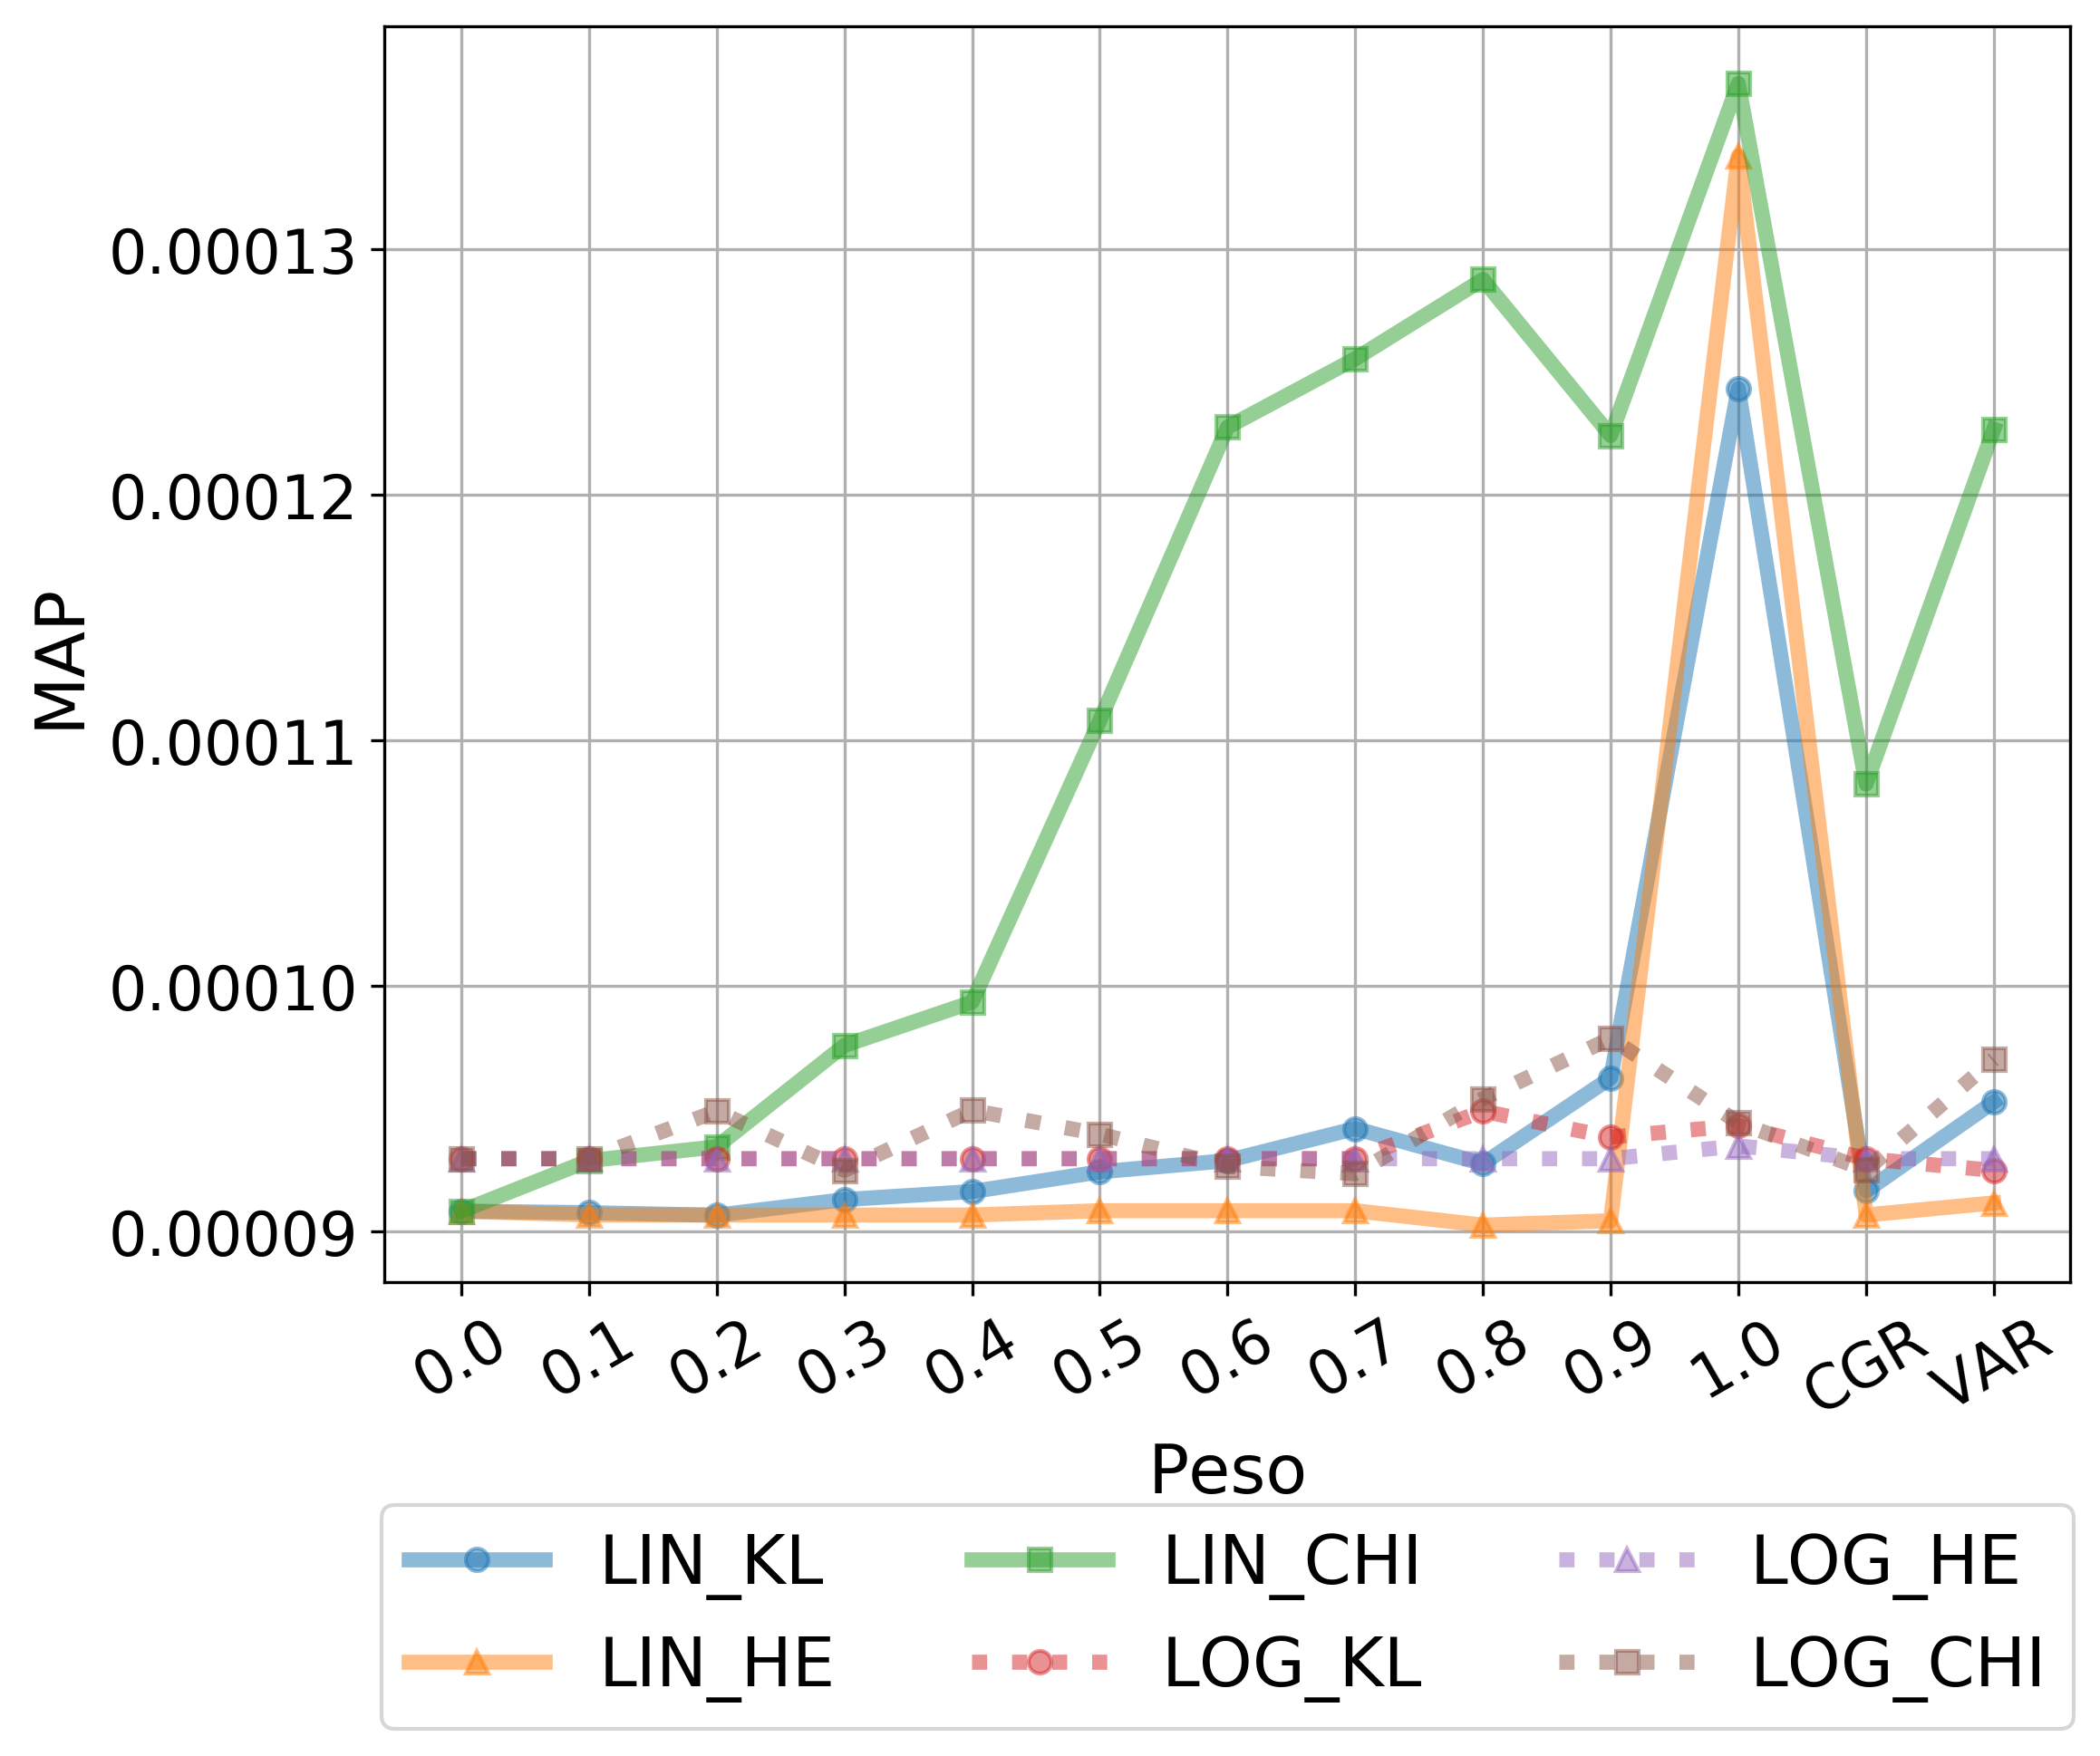 0.00013
0.00012
0.00011
0.00010
0.00009
MAP
0.0 0.1 0.2 0.3 0.4 0.5 0.6 0.7 0.8 0.9 1.0 CGR VAR
Peso
LIN_KL LIN_CHI LOG_HE
LIN_HE LOG_KL LOG_CHI